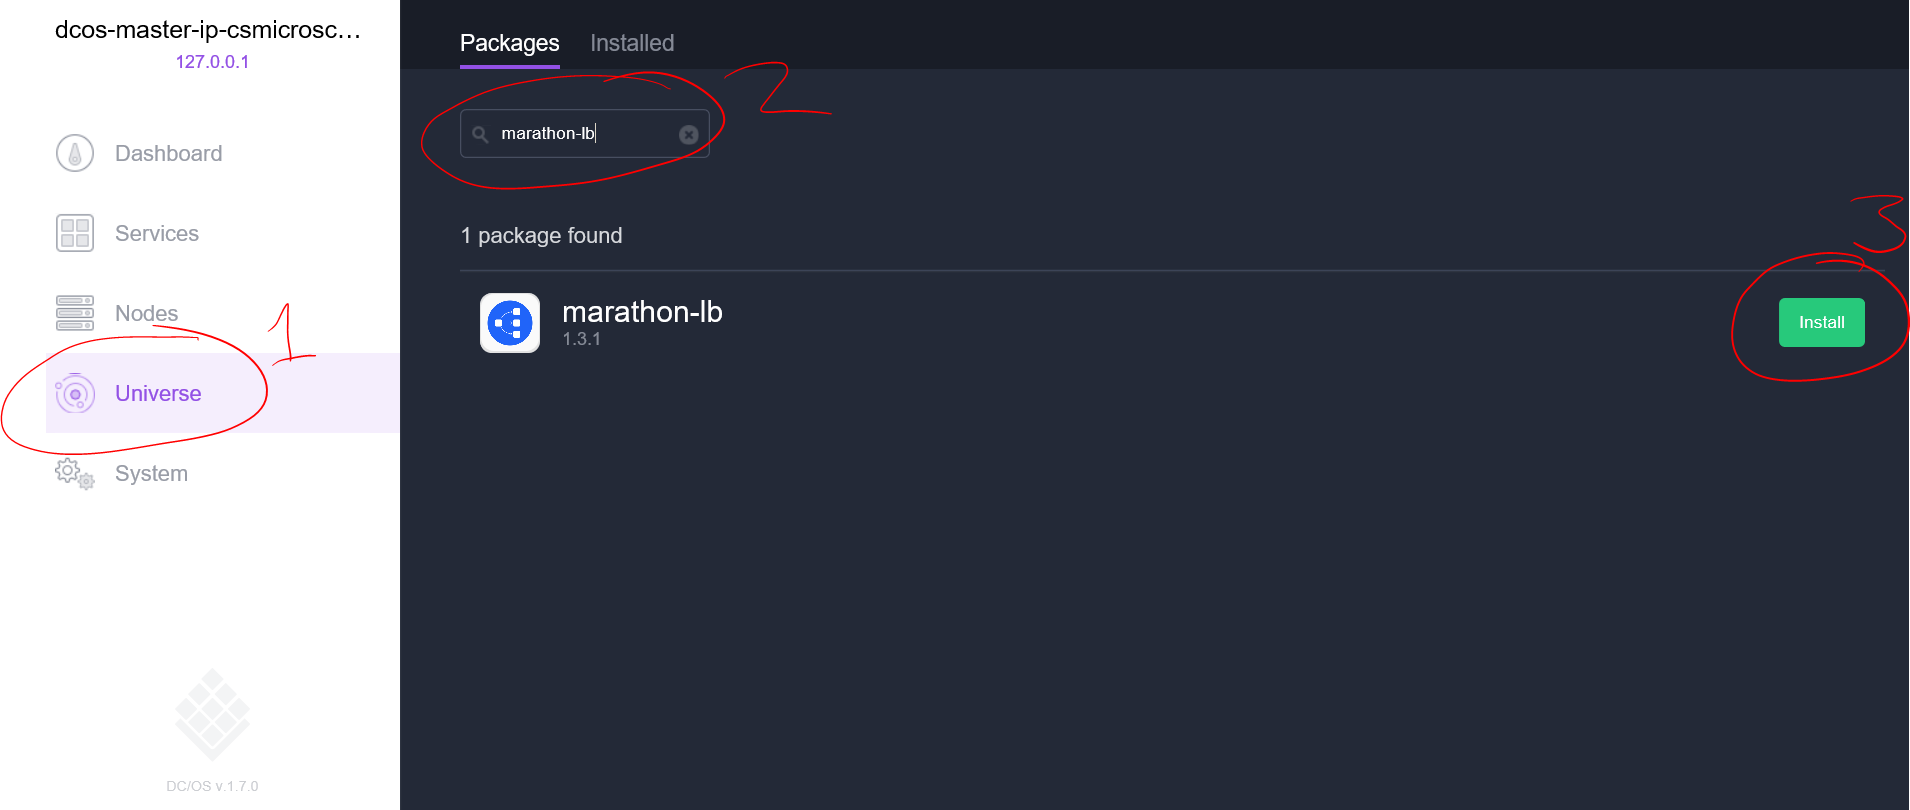 dcos-master-ip-csmicrosc…
127.0.0.1
Dashboard
Services
Nodes
1
Universe
System
DC/OS v.1.7.0
Packages
Installed
2
marathon-lb
1 package found
3
marathon-lb
1.3.1
Install